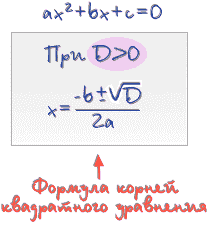 ax²+bx+c=0
При D>0
x= -b±√D / 2a
Формула корней
квадратного уравнения